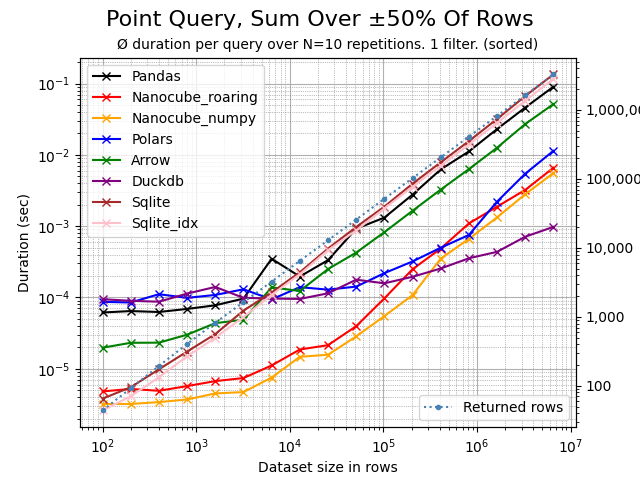 Point Query, Sum Over ±50% Of Rows
Ø duration per query over N=10 repetitions. 1 filter. (sorted)
Pandas
Nanocube_roaring
Nanocube_numpy
Polars
Arrow
Duckdb
Sqlite
Sqlite_idx
Returned rows
Duration (sec)
10⁻¹
10⁻²
10⁻³
10⁻⁴
10⁻⁵
1,000,00
100,000
10,000
1,000
100
10² 10³ 10⁴ 10⁵ 10⁶ 10⁷
Dataset size in rows